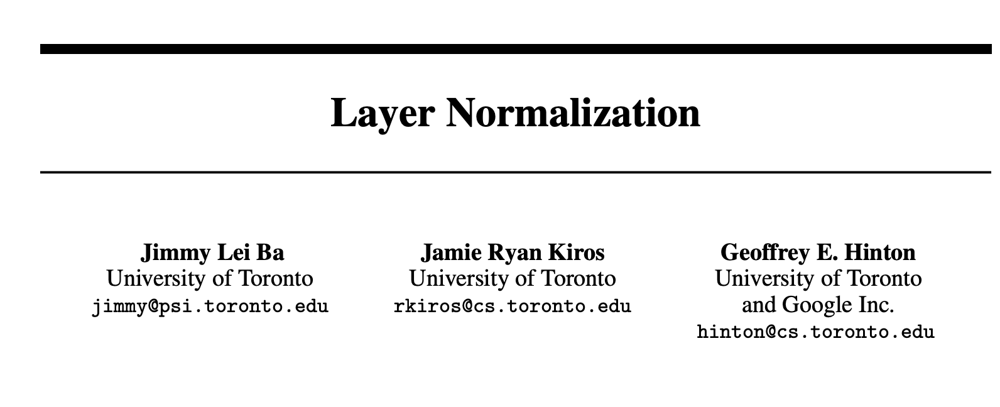 Layer Normalization
Jimmy Lei Ba
University of Toronto
jimmy@psi.toronto.edu
Jamie Ryan Kiros
University of Toronto
rkiros@cs.toronto.edu
Geoffrey E. Hinton
University of Toronto
and Google Inc.
hinton@cs.toronto.edu